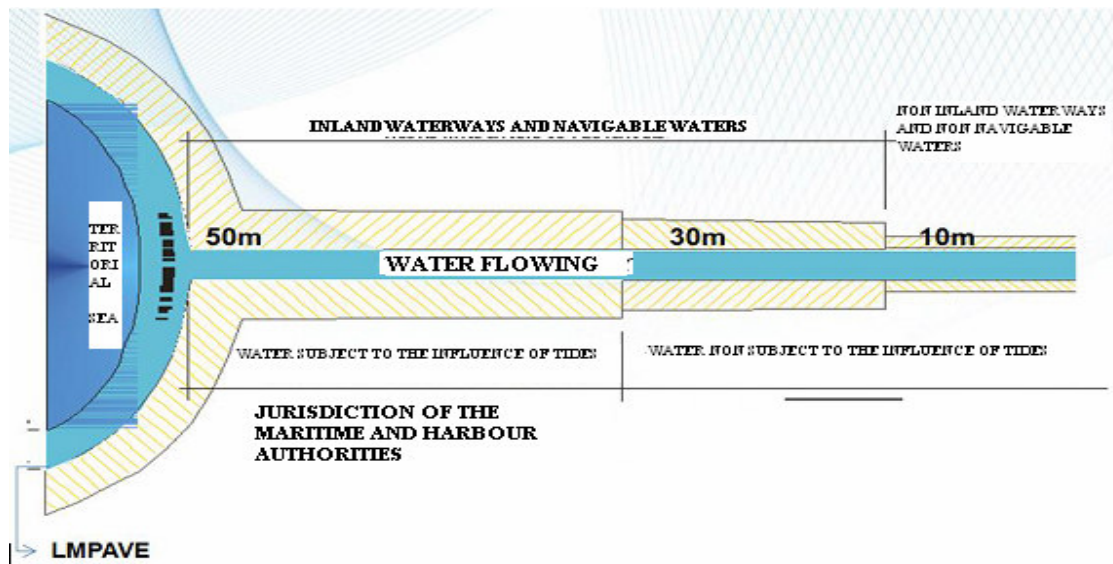 INLAND WATERWAYS AND NAVIGABLE WATERS
NON INLAND WATERWAYS
AND NON NAVIGABLE
WATERS
TER
RIT
ORI
AL
SEA
50m
30m
10m
WATER FLOWING
WATER SUBJECT TO THE INFLUENCE OF TIDES
WATER NON SUBJECT TO THE INFLUENCE OF TIDES
JURISDICTION OF THE
MARITIME AND HARBOUR
AUTHORITIES
LMPAVE